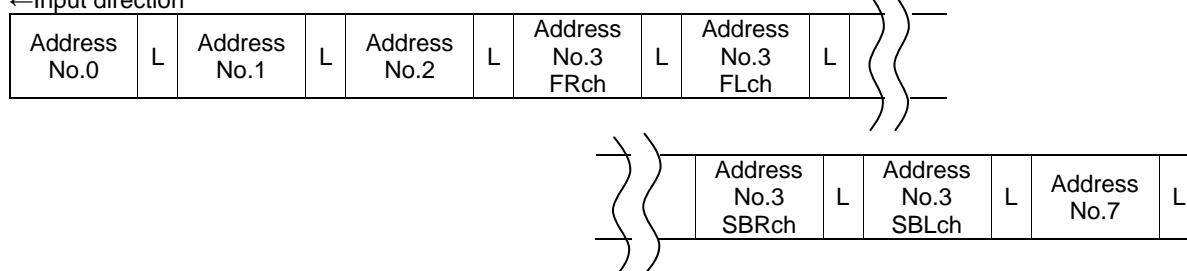 ←Input direction
Address No.0
L
Address No.1
L
Address No.2
L
Address No.3 FRch
L
Address No.3 FLch
L
Address No.3 SBRch
L
Address No.3 SBLch
L
Address No.7
L